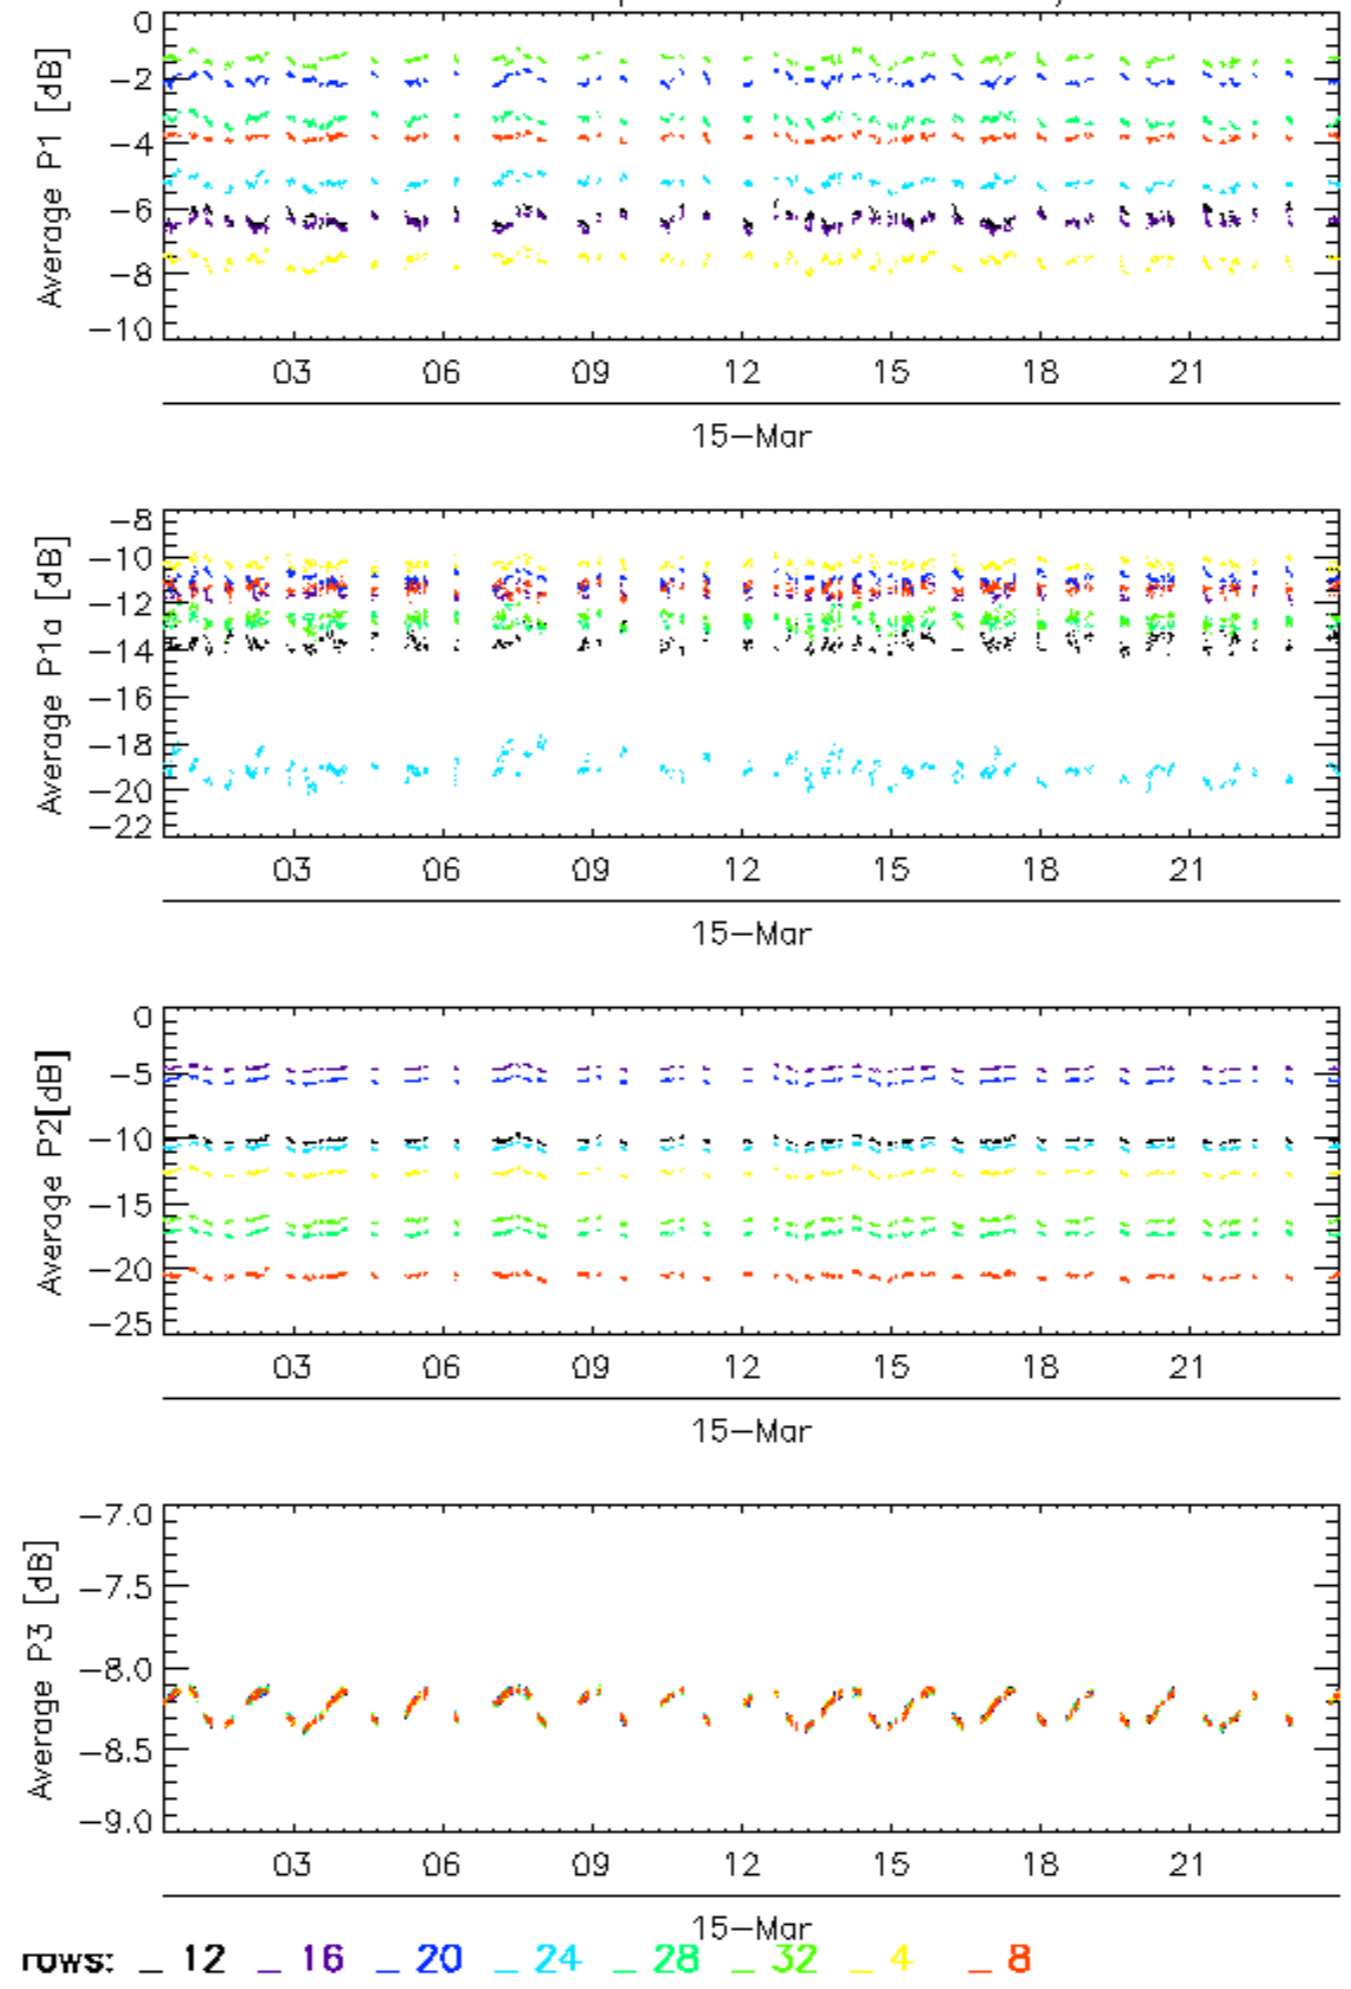 0
−2
−4
−6
−8
−10
Average P1 [dB]
03 06 09 12 15 18 21
15−Mar
−8
−10
−12
−14
−16
−18
−20
−22
Average P1a [dB]
03 06 09 12 15 18 21
15−Mar
0
−5
−10
−15
−20
−25
Average P2[dB]
03 06 09 12 15 18 21
15−Mar
−7.0
−7.5
−8.0
−8.5
−9.0
Average P3 [dB]
03 06 09 12 15 18 21
15−Mar
rows: _ 12 _ 16 _ 20 _ 24 _ 28 _ 32 _ 4 _ 8